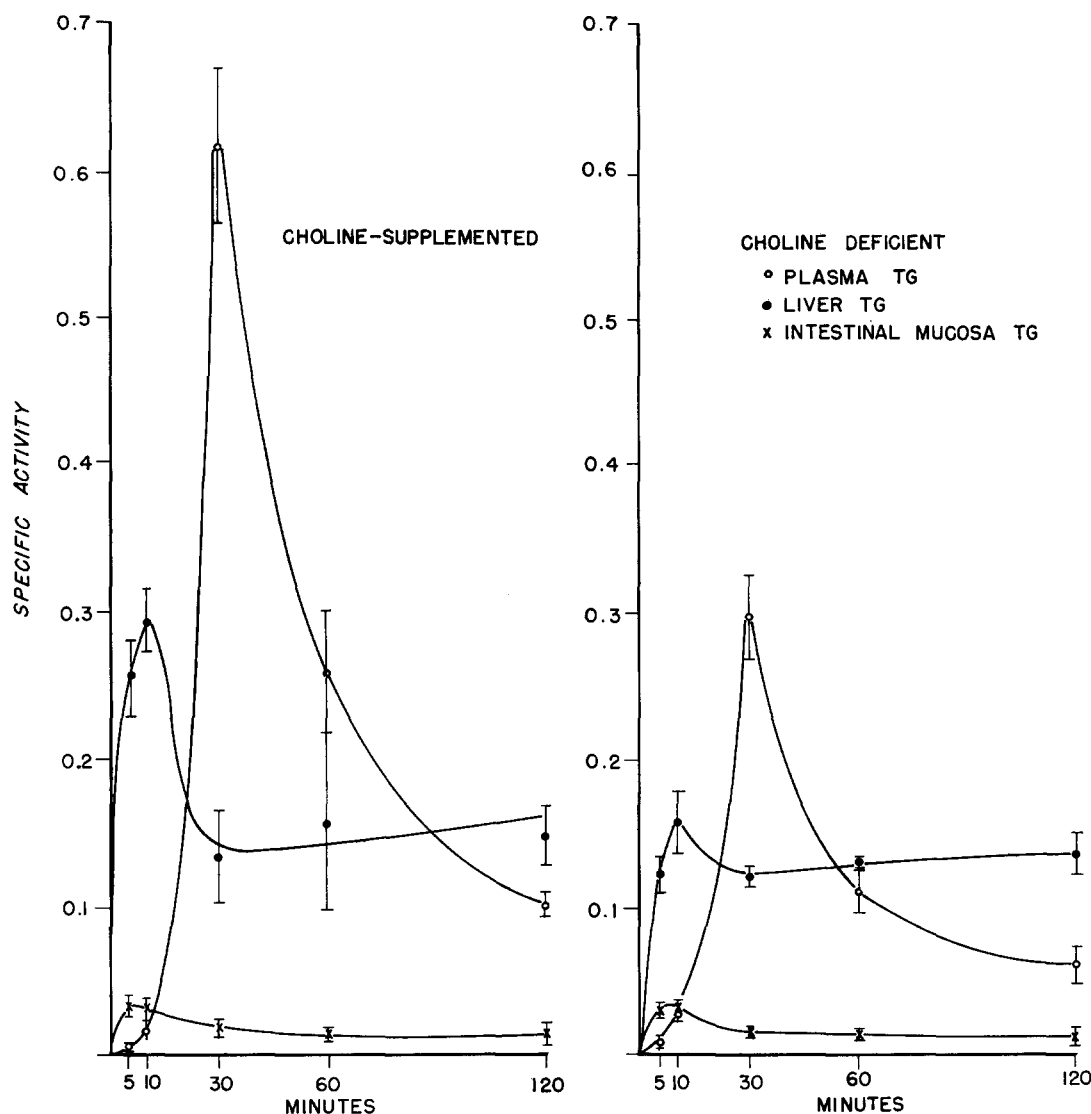 0.7
0.6
0.5
0.4
0.3
0.2
0.1
SPECIFIC ACTIVITY
CHOLINE-SUPPLEMENTED
5 10 30 60 120
MINUTES
0.7
0.6
0.5
0.4
0.3
0.2
0.1
CHOLINE DEFICIENT
PLASMA TG
LIVER TG
x INTESTINAL MUCOSA TG
5 10 30 60 120
MINUTES